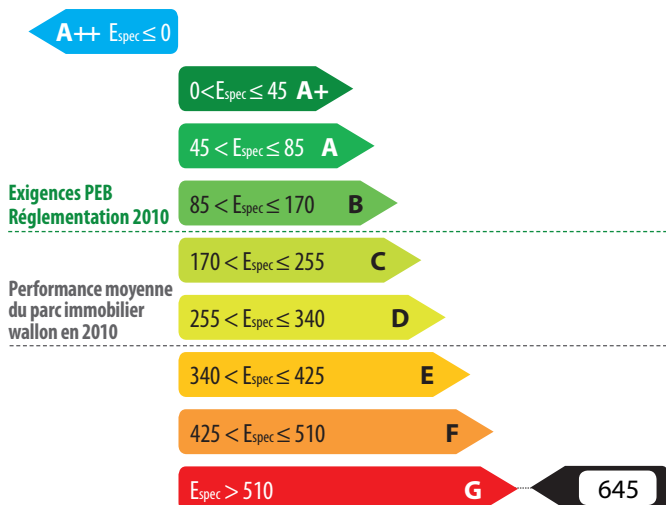 A++ Espec ≤ 0
0<Espec ≤ 45 A+
45 < Espec ≤ 85 A
Exigences PEB
Réglementation 2010
85 < Espec ≤ 170 B
170 < Espec ≤ 255 C
Performance moyenne
du parc immobilier
wallon en 2010
255 < Espec ≤ 340 D
340 < Espec ≤ 425 E
425 < Espec ≤ 510 F
Espec > 510 G
645